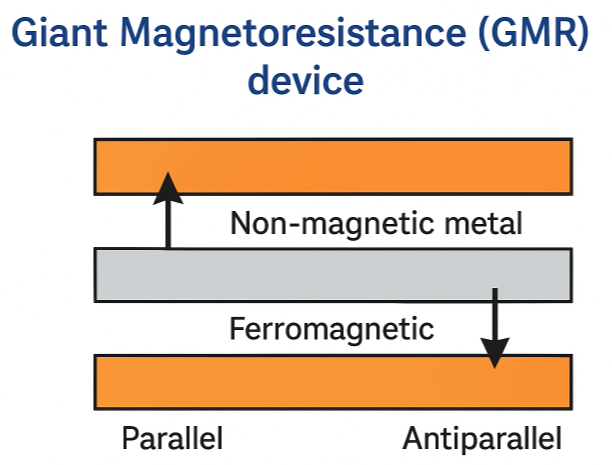 Giant Magnetoresistance (GMR)
device
Non-magnetic metal
Ferromagnetic
Parallel
Antiparallel